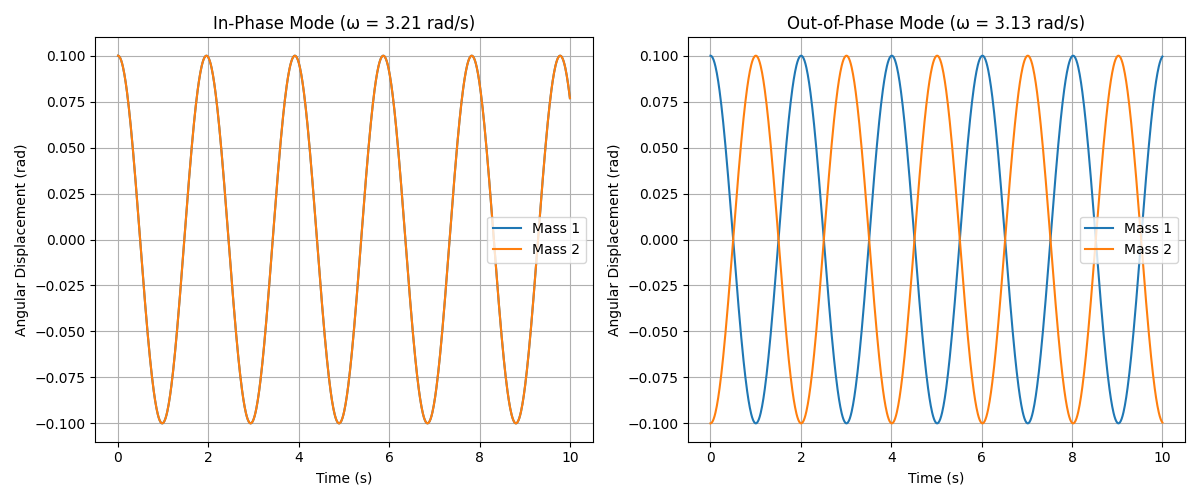 In-Phase Mode (ω = 3.21 rad/s)
Angular Displacement (rad)
0.100
0.075
0.050
0.025
0.000
−0.025
−0.050
−0.075
−0.100
Mass 1
Mass 2
0 2 4 6 8 10
Time (s)
Out-of-Phase Mode (ω = 3.13 rad/s)
Angular Displacement (rad)
0.100
0.075
0.050
0.025
0.000
−0.025
−0.050
−0.075
−0.100
Mass 1
Mass 2
0 2 4 6 8 10
Time (s)